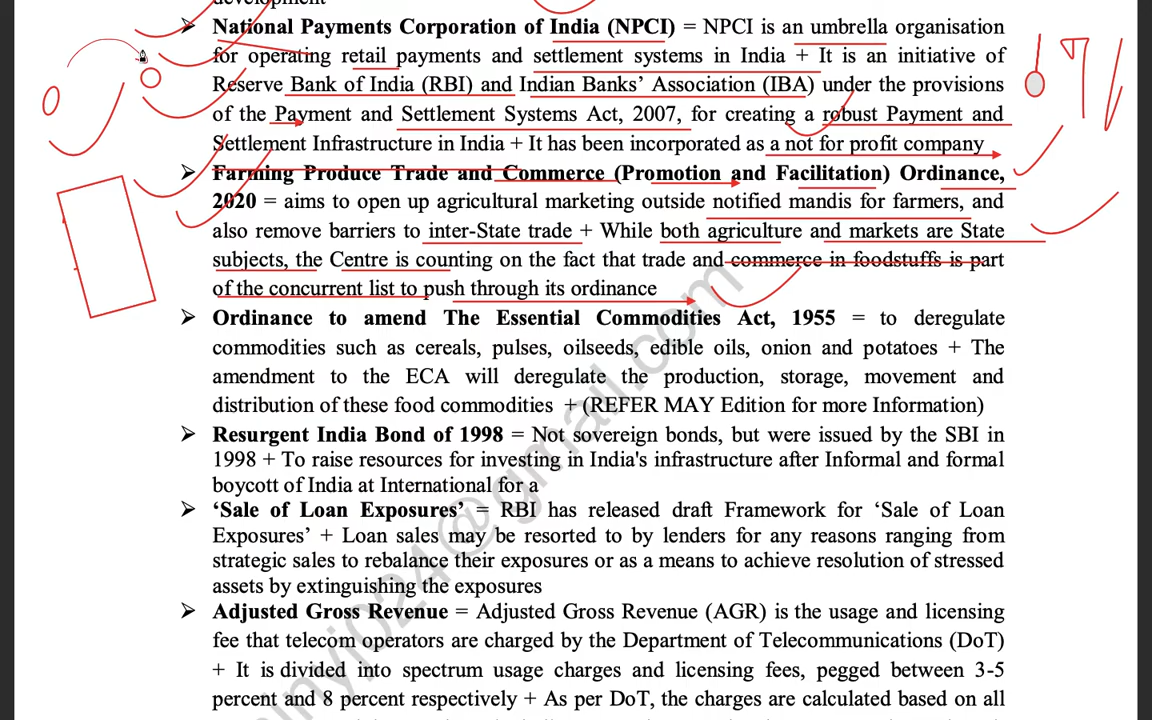 development
➢ National Payments Corporation of India (NPCI) = NPCI is an umbrella organisation
for operating retail payments and settlement systems in India + It is an initiative of
Reserve Bank of India (RBI) and Indian Banks’ Association (IBA) under the provisions
of the Payment and Settlement Systems Act, 2007, for creating a robust Payment and
Settlement Infrastructure in India + It has been incorporated as a not for profit company
➢ Farming Produce Trade and Commerce (Promotion and Facilitation) Ordinance,
2020 = aims to open up agricultural marketing outside notified mandis for farmers, and
also remove barriers to inter-State trade + While both agriculture and markets are State
subjects, the Centre is counting on the fact that trade and commerce in foodstuffs is part
of the concurrent list to push through its ordinance
➢ Ordinance to amend The Essential Commodities Act, 1955 = to deregulate
commodities such as cereals, pulses, oilseeds, edible oils, onion and potatoes + The
amendment to the ECA will deregulate the production, storage, movement and
distribution of these food commodities + (REFER MAY Edition for more Information)
➢ Resurgent India Bond of 1998 = Not sovereign bonds, but were issued by the SBI in
1998 + To raise resources for investing in India's infrastructure after Informal and formal
boycott of India at International for a
➢ ‘Sale of Loan Exposures’ = RBI has released draft Framework for ‘Sale of Loan
Exposures’ + Loan sales may be resorted to by lenders for any reasons ranging from
strategic sales to rebalance their exposures or as a means to achieve resolution of stressed
assets by extinguishing the exposures
➢ Adjusted Gross Revenue = Adjusted Gross Revenue (AGR) is the usage and licensing
fee that telecom operators are charged by the Department of Telecommunications (DoT)
+ It is divided into spectrum usage charges and licensing fees, pegged between 3-5
percent and 8 percent respectively + As per DoT, the charges are calculated based on all